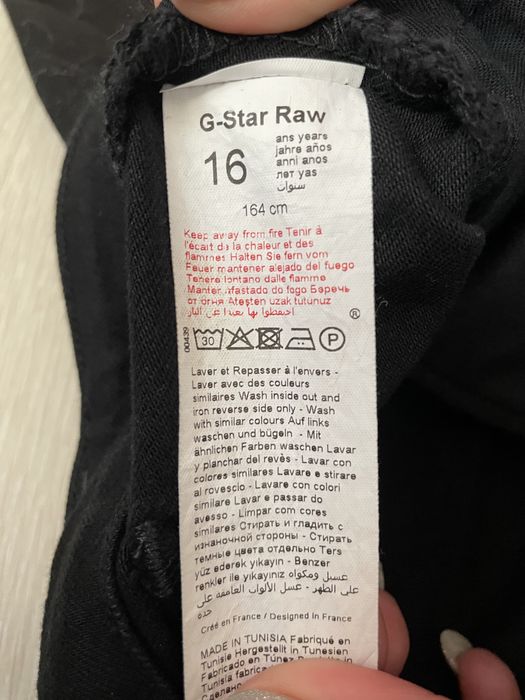 G-Star Raw
16
ans years
jahre años
anni anos
лет yas
سنوات
164 cm
Keep away from fire Tenir à
l'écart de la chaleur et des
flammes Halten Sie fern vom
Feuer mantener alejado del fuego
Tenere lontano dalle fiamme
Manter afastado do fogo Беречь
от огня Ateşten uzak tutunuz
احفظوا بها بعيدا عن النار
®
00439
30
P
Laver et Repasser à l'envers -
Laver avec des couleurs
similaires Wash inside out and
iron reverse side only - Wash
with similar colours Auf links
waschen und bügeln - Mit
ähnlichen Farben waschen Lavar
y planchar del revès - Lavar con
colores similares Lavare e stirare
al rovescio - Lavare con colori
similare Lavar e passar do
avesso - Limpar com cores
similares Стирать и гладить с
изнаночной стороны - Стирать
темные цвета отдельно Ters
yüz ederek yıkayın - Benzer
renkler ile yıkayınız غسيل ومكواه
على الظهر - غسل الألوان الغامقه على
حدة
Créé en France / Designed in France
MADE IN TUNISIA Fabriqué en
Tunisie Hergestellt in Tunesien
Fabricado en Túnez
Tunisia